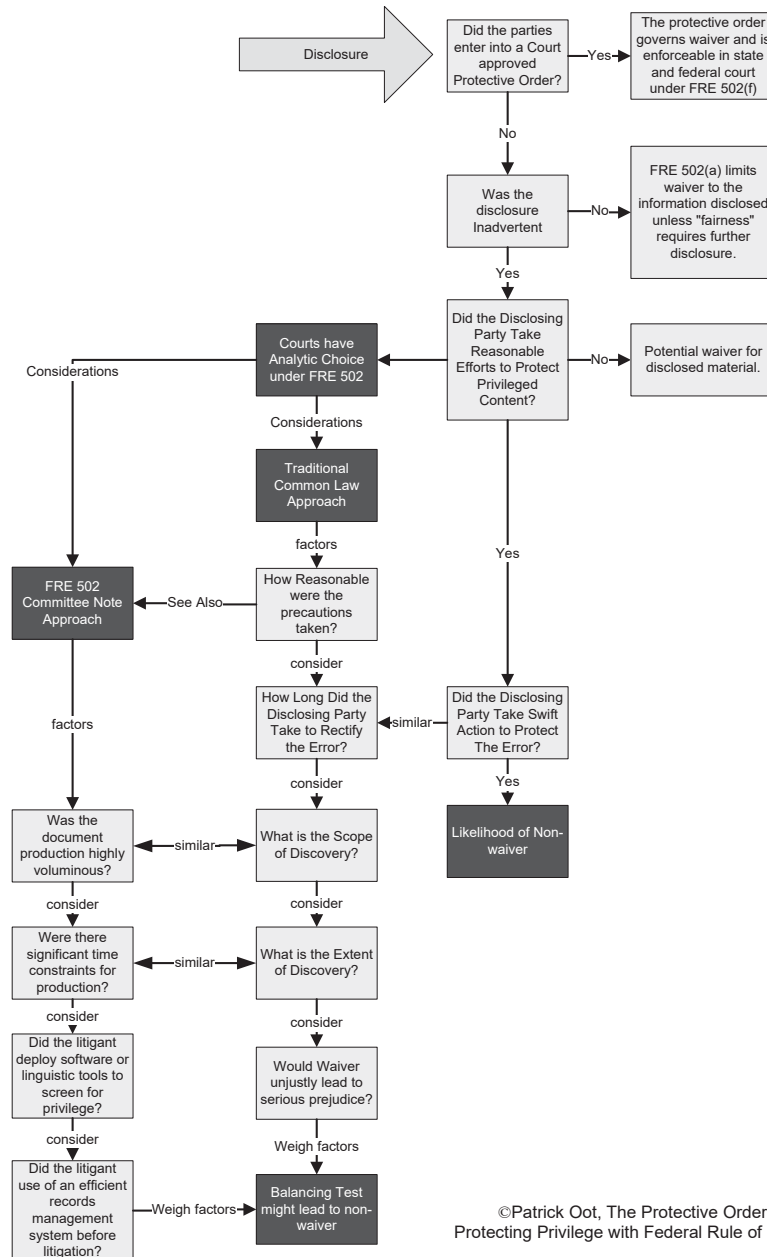 Disclosure
Did the parties
enter into a Court
approved
Protective Order?
Yes
The protective order
governs waiver and is
enforceable in state
and federal court
under FRE 502(f)
No
Was the
disclosure
Inadvertent
No
FRE 502(a) limits
waiver to the
information disclosed
unless "fairness"
requires further
disclosure.
Yes
Did the Disclosing
Party Take
Reasonable
Efforts to Protect
Privileged
Content?
No
Potential waiver for
disclosed material.
Courts have
Analytic Choice
under FRE 502
Considerations
Considerations
Traditional
Common Law
Approach
factors
Yes
How Reasonable
were the
precautions
taken?
See Also
FRE 502
Committee Note
Approach
consider
factors
How Long Did the
Disclosing Party
Take to Rectify
the Error?
similar
Did the Disclosing
Party Take Swift
Action to Protect
The Error?
consider
Yes
Likelihood of Non-
waiver
Was the
document
production highly
voluminous?
similar
What is the Scope
of Discovery?
consider
consider
Were there
significant time
constraints for
production?
similar
What is the Extent
of Discovery?
consider
consider
Did the litigant
deploy software or
linguistic tools to
screen for
privilege?
Would Waiver
unjustly lead to
serious prejudice?
consider
Weigh factors
Did the litigant
use of an efficient
records
management
system before
litigation?
Weigh factors
Balancing Test
might lead to non-
waiver
©Patrick Oot, The Protective Order
Protecting Privilege with Federal Rule of